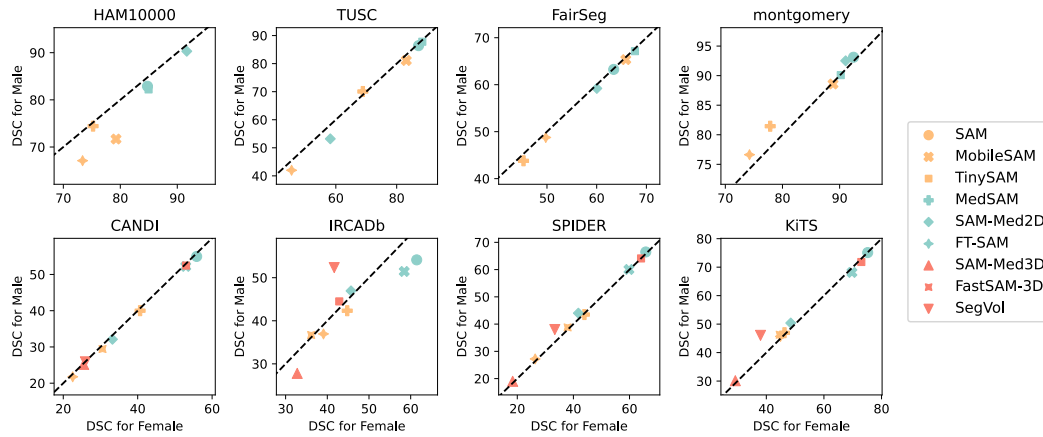 HAM10000
TUSC
FairSeg
montgomery
DSC for Male
90
80
70
70
80
90
DSC for Male
90
80
70
60
50
40
60
80
DSC for Male
70
60
50
40
50
60
70
DSC for Male
95
90
85
80
75
70
80
90
CANDI
IRCADb
SPIDER
KiTS
DSC for Male
50
40
30
20
20
40
60
DSC for Female
DSC for Male
50
40
30
30
40
50
60
DSC for Female
DSC for Male
70
60
50
40
30
20
20
40
60
DSC for Female
DSC for Male
80
70
60
50
40
30
40
60
80
DSC for Female
SAM
MobileSAM
TinySAM
MedSAM
SAM-Med2D
FT-SAM
SAM-Med3D
FastSAM-3D
SegVol